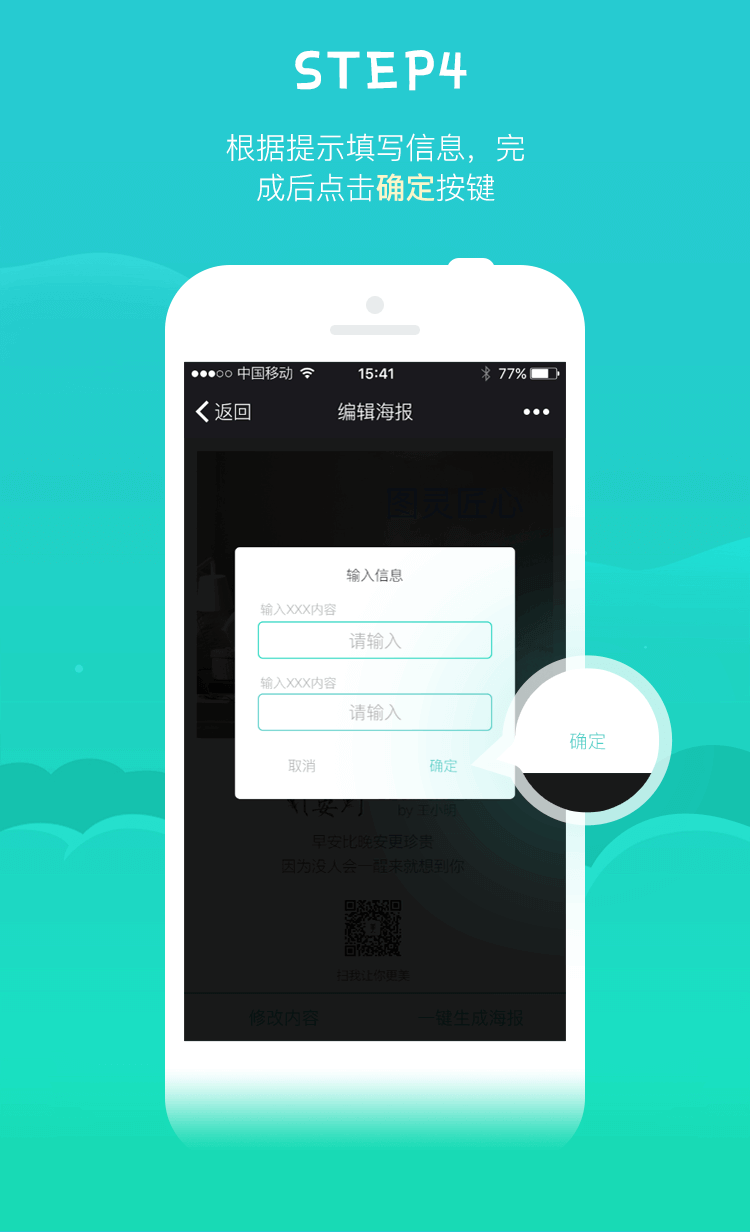 STEP4
根据提示填写信息，完
成后点击确定按键
中国移动 15:41 77%
返回 编辑海报
图灵匠心
输入信息
输入XXX内容
请输入
输入XXX内容
请输入
取消 确定
确定
by 王小明
早安比晚安更珍贵
因为没人会一醒来就想到你
扫我让你更美
修改内容 一键生成海报